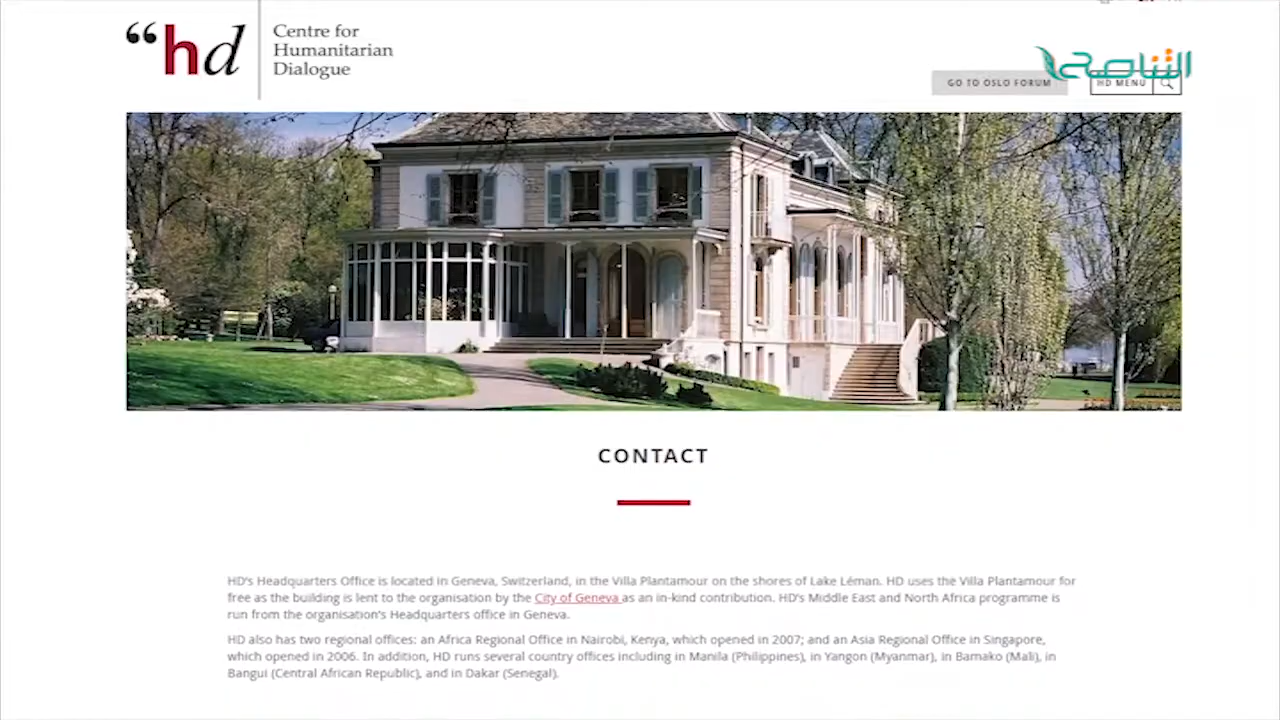 “hd
Centre for
Humanitarian
Dialogue
التناصح
GO TO OSLO FORUM
HD MENU
CONTACT
HD's Headquarters Office is located in Geneva, Switzerland, in the Villa Plantamour on the shores of Lake Léman. HD uses the Villa Plantamour for
free as the building is lent to the organisation by the City of Geneva as an in-kind contribution. HD's Middle East and North Africa programme is
run from the organisation's Headquarters office in Geneva.
HD also has two regional offices: an Africa Regional Office in Nairobi, Kenya, which opened in 2007; and an Asia Regional Office in Singapore,
which opened in 2006. In addition, HD runs several country offices including in Manila (Philippines), in Yangon (Myanmar), in Bamako (Mali), in
Bangui (Central African Republic), and in Dakar (Senegal).